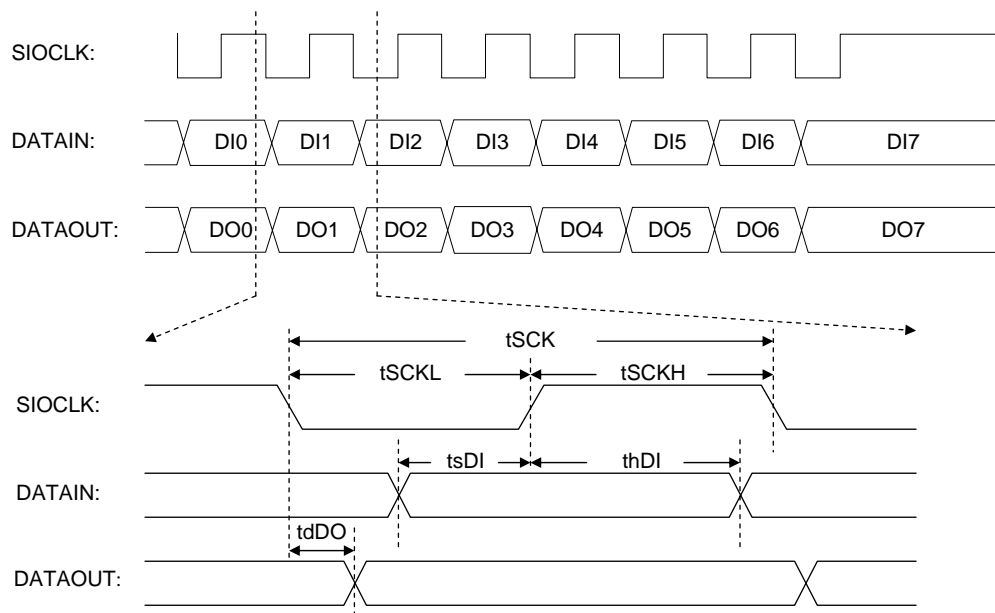 SIOCLK:
DATAIN: DI0 DI1 DI2 DI3 DI4 DI5 DI6 DI7
DATAOUT: DO0 DO1 DO2 DO3 DO4 DO5 DO6 DO7
tSCK
tSCKL tSCKH
SIOCLK:
tsDI thDI
DATAIN:
tdDO
DATAOUT: